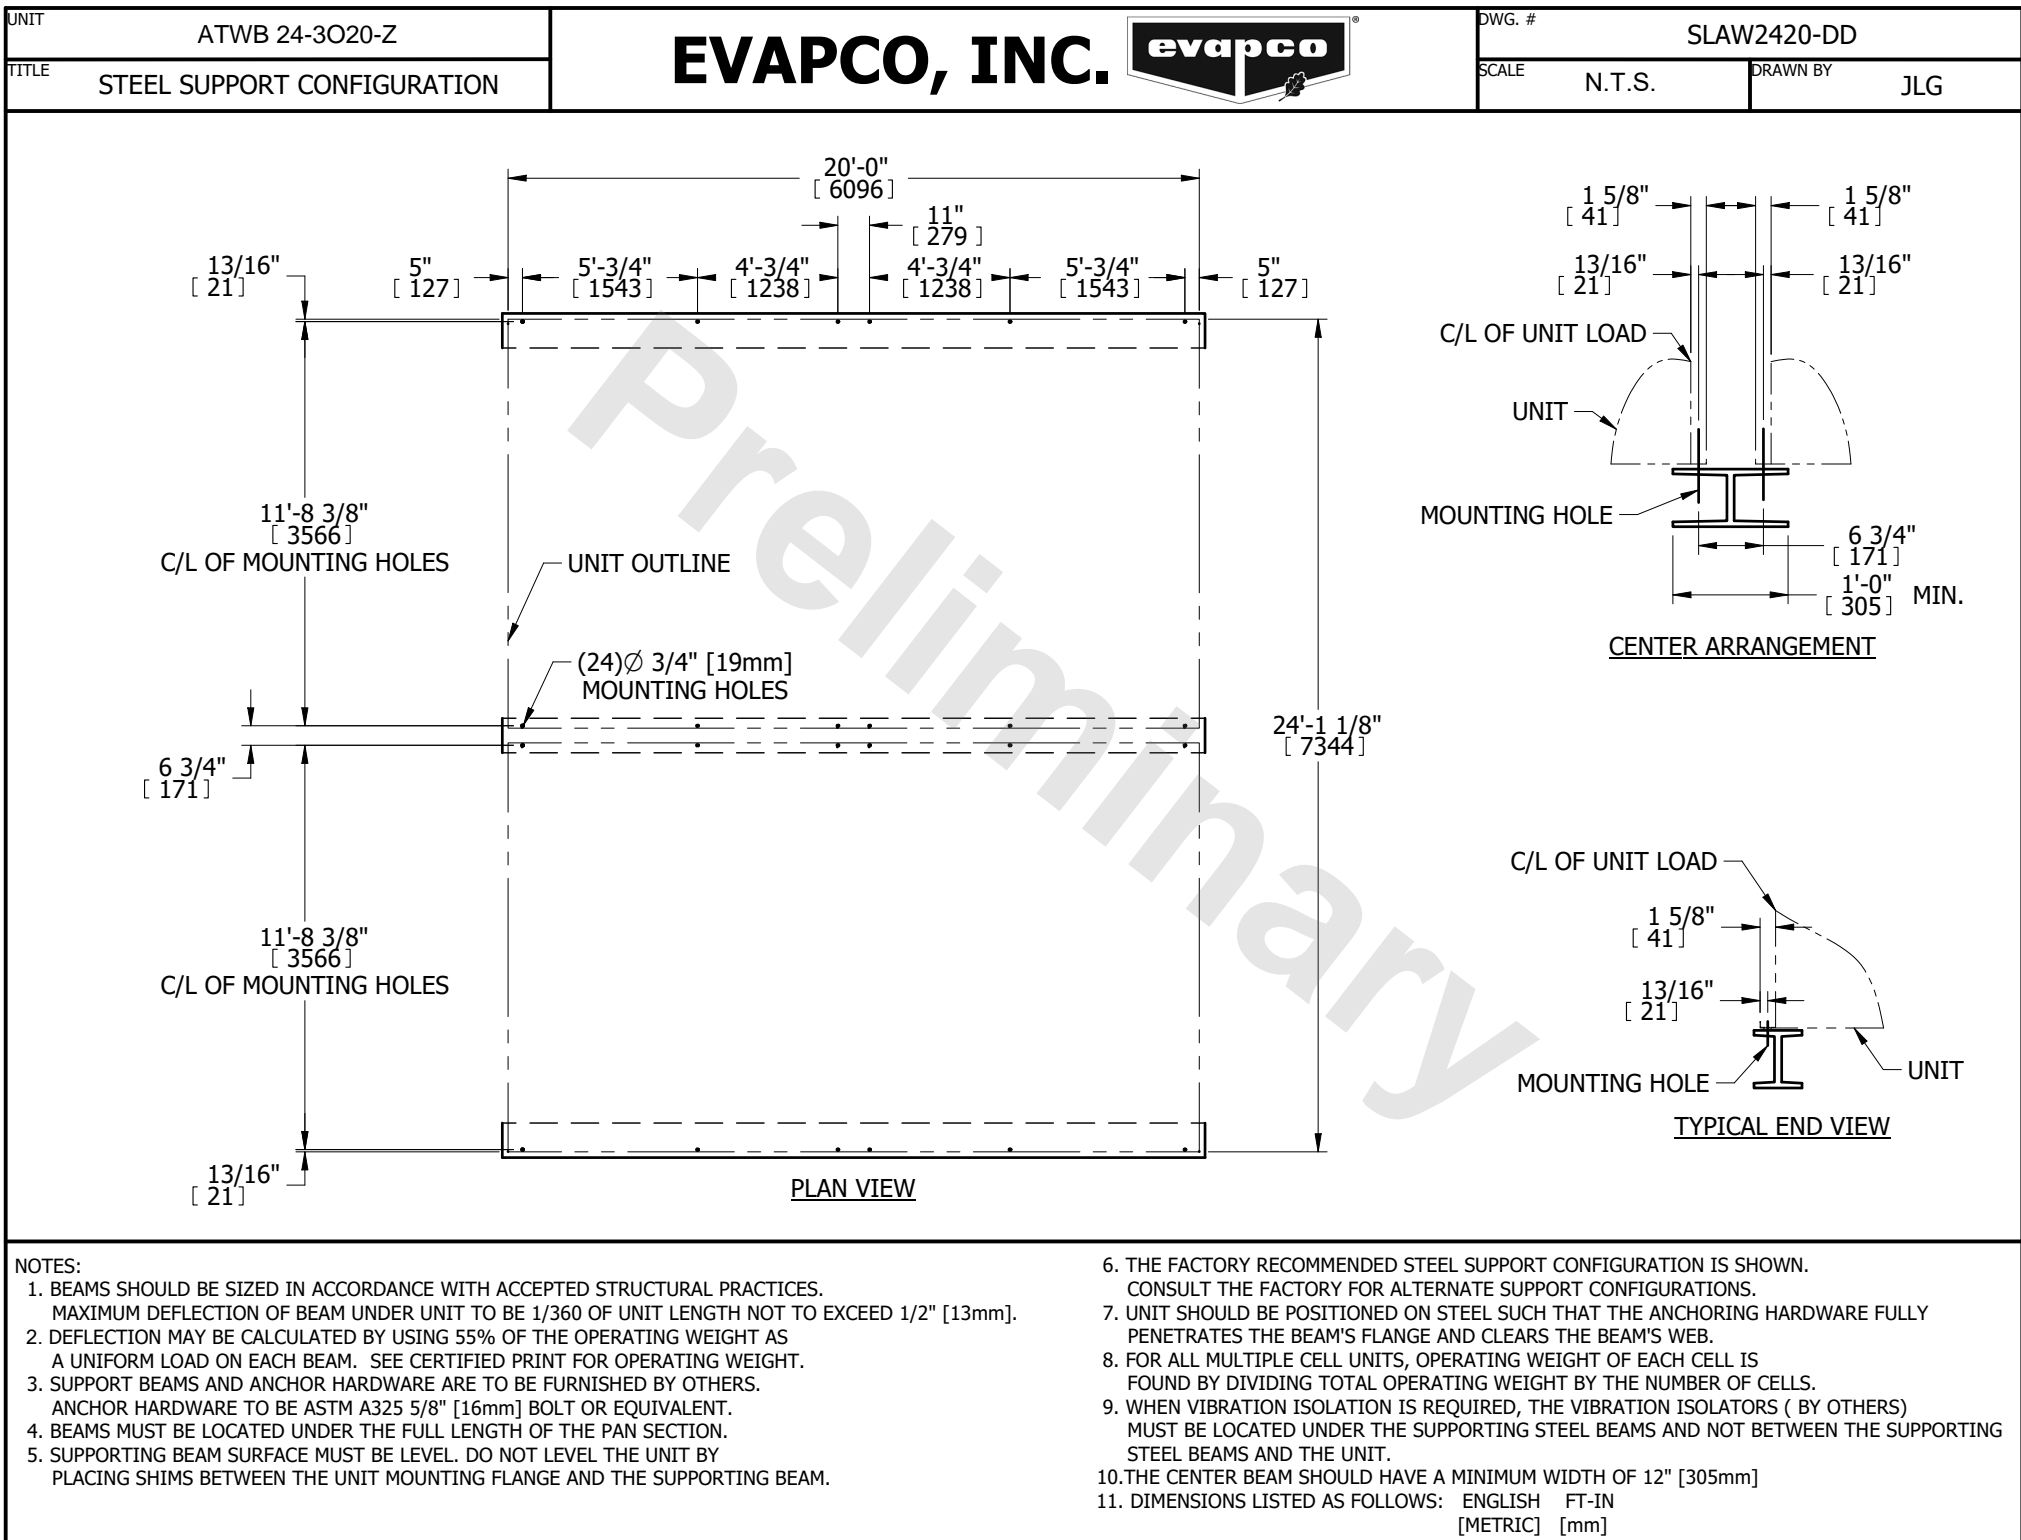 UNIT
ATWB 24-3O20-Z
TITLE
STEEL SUPPORT CONFIGURATION
EVAPCO, INC.
evapco
®
DWG. #
SLAW2420-DD
SCALE
N.T.S.
DRAWN BY
JLG
20'-0"
[ 6096 ]
11"
[ 279 ]
13/16"
[ 21 ]
5"
[ 127 ]
5'-3/4"
[ 1543 ]
4'-3/4"
[ 1238 ]
4'-3/4"
[ 1238 ]
5'-3/4"
[ 1543 ]
5"
[ 127 ]
11'-8 3/8"
[ 3566 ]
C/L OF MOUNTING HOLES
UNIT OUTLINE
(24)∅ 3/4" [19mm]
MOUNTING HOLES
6 3/4"
[ 171 ]
24'-1 1/8"
[ 7344 ]
11'-8 3/8"
[ 3566 ]
C/L OF MOUNTING HOLES
13/16"
[ 21 ]
PLAN VIEW
Preliminary
1 5/8"
[ 41 ]
1 5/8"
[ 41 ]
13/16"
[ 21 ]
13/16"
[ 21 ]
C/L OF UNIT LOAD
UNIT
MOUNTING HOLE
6 3/4"
[ 171 ]
1'-0"
[ 305 ] MIN.
CENTER ARRANGEMENT
C/L OF UNIT LOAD
1 5/8"
[ 41 ]
13/16"
[ 21 ]
MOUNTING HOLE
UNIT
TYPICAL END VIEW
NOTES:
1. BEAMS SHOULD BE SIZED IN ACCORDANCE WITH ACCEPTED STRUCTURAL PRACTICES.
MAXIMUM DEFLECTION OF BEAM UNDER UNIT TO BE 1/360 OF UNIT LENGTH NOT TO EXCEED 1/2" [13mm].
2. DEFLECTION MAY BE CALCULATED BY USING 55% OF THE OPERATING WEIGHT AS
A UNIFORM LOAD ON EACH BEAM. SEE CERTIFIED PRINT FOR OPERATING WEIGHT.
3. SUPPORT BEAMS AND ANCHOR HARDWARE ARE TO BE FURNISHED BY OTHERS.
ANCHOR HARDWARE TO BE ASTM A325 5/8" [16mm] BOLT OR EQUIVALENT.
4. BEAMS MUST BE LOCATED UNDER THE FULL LENGTH OF THE PAN SECTION.
5. SUPPORTING BEAM SURFACE MUST BE LEVEL. DO NOT LEVEL THE UNIT BY
PLACING SHIMS BETWEEN THE UNIT MOUNTING FLANGE AND THE SUPPORTING BEAM.
6. THE FACTORY RECOMMENDED STEEL SUPPORT CONFIGURATION IS SHOWN.
CONSULT THE FACTORY FOR ALTERNATE SUPPORT CONFIGURATIONS.
7. UNIT SHOULD BE POSITIONED ON STEEL SUCH THAT THE ANCHORING HARDWARE FULLY
PENETRATES THE BEAM'S FLANGE AND CLEARS THE BEAM'S WEB.
8. FOR ALL MULTIPLE CELL UNITS, OPERATING WEIGHT OF EACH CELL IS
FOUND BY DIVIDING TOTAL OPERATING WEIGHT BY THE NUMBER OF CELLS.
9. WHEN VIBRATION ISOLATION IS REQUIRED, THE VIBRATION ISOLATORS ( BY OTHERS)
MUST BE LOCATED UNDER THE SUPPORTING STEEL BEAMS AND NOT BETWEEN THE SUPPORTING
STEEL BEAMS AND THE UNIT.
10.THE CENTER BEAM SHOULD HAVE A MINIMUM WIDTH OF 12" [305mm]
11. DIMENSIONS LISTED AS FOLLOWS: ENGLISH FT-IN
[METRIC] [mm]